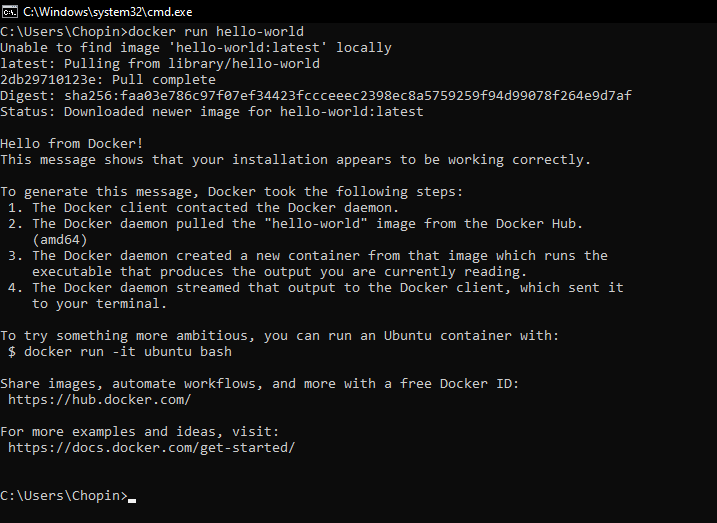 C:\Windows\system32\cmd.exe
C:\Users\Chopin>docker run hello-world
Unable to find image 'hello-world:latest' locally
latest: Pulling from library/hello-world
2db29710123e: Pull complete
Digest: sha256:faa03e786c97f07ef34423fccceeec2398ec8a5759259f94d99078f264e9d7af
Status: Downloaded newer image for hello-world:latest

Hello from Docker!
This message shows that your installation appears to be working correctly.

To generate this message, Docker took the following steps:
 1. The Docker client contacted the Docker daemon.
 2. The Docker daemon pulled the "hello-world" image from the Docker Hub.
    (amd64)
 3. The Docker daemon created a new container from that image which runs the
    executable that produces the output you are currently reading.
 4. The Docker daemon streamed that output to the Docker client, which sent it
    to your terminal.

To try something more ambitious, you can run an Ubuntu container with:
 $ docker run -it ubuntu bash

Share images, automate workflows, and more with a free Docker ID:
 https://hub.docker.com/

For more examples and ideas, visit:
 https://docs.docker.com/get-started/

C:\Users\Chopin>